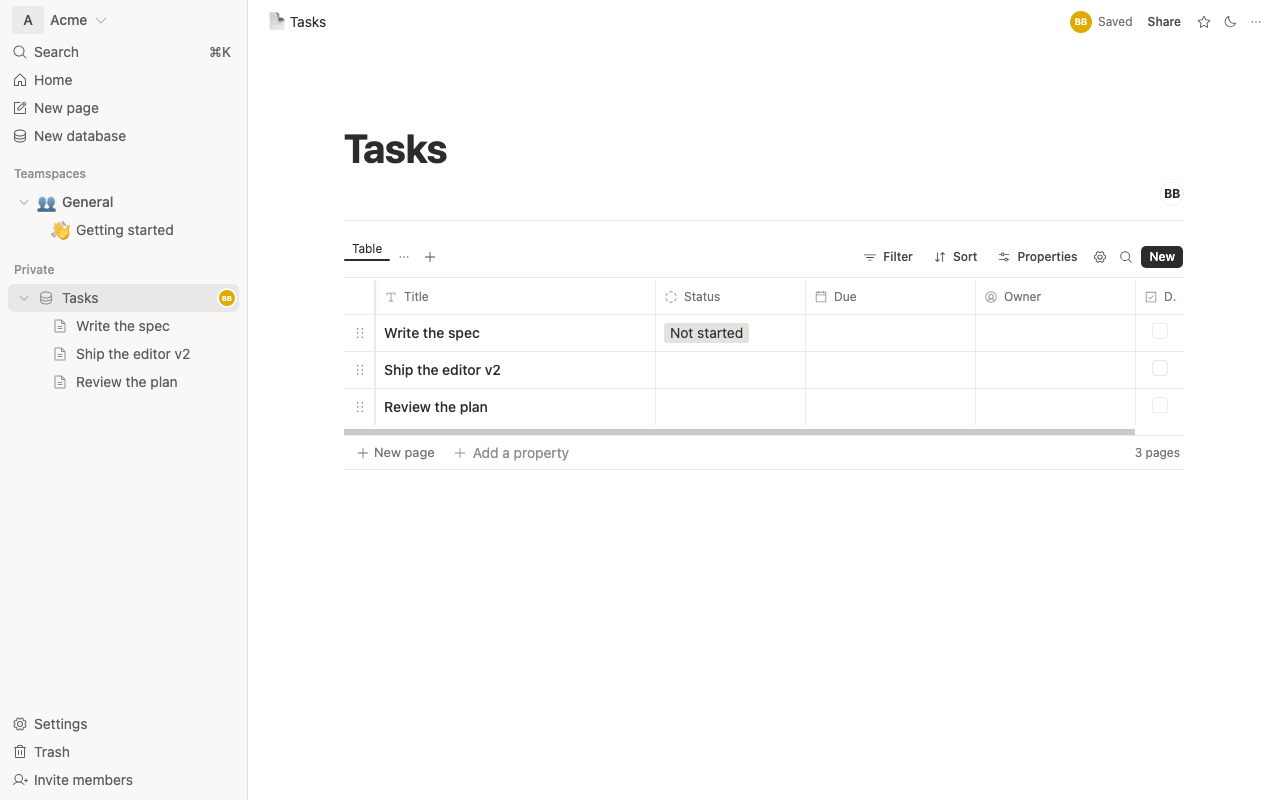 A Acme
Search ⌘K
Home
New page
New database
Teamspaces
General
Getting started
Private
Tasks BB
Write the spec
Ship the editor v2
Review the plan
Settings
Trash
Invite members
Tasks
BB Saved Share
Tasks
BB
Table
Filter Sort Properties New
Title Status Due Owner D.
Write the spec Not started
Ship the editor v2
Review the plan
New page Add a property 3 pages